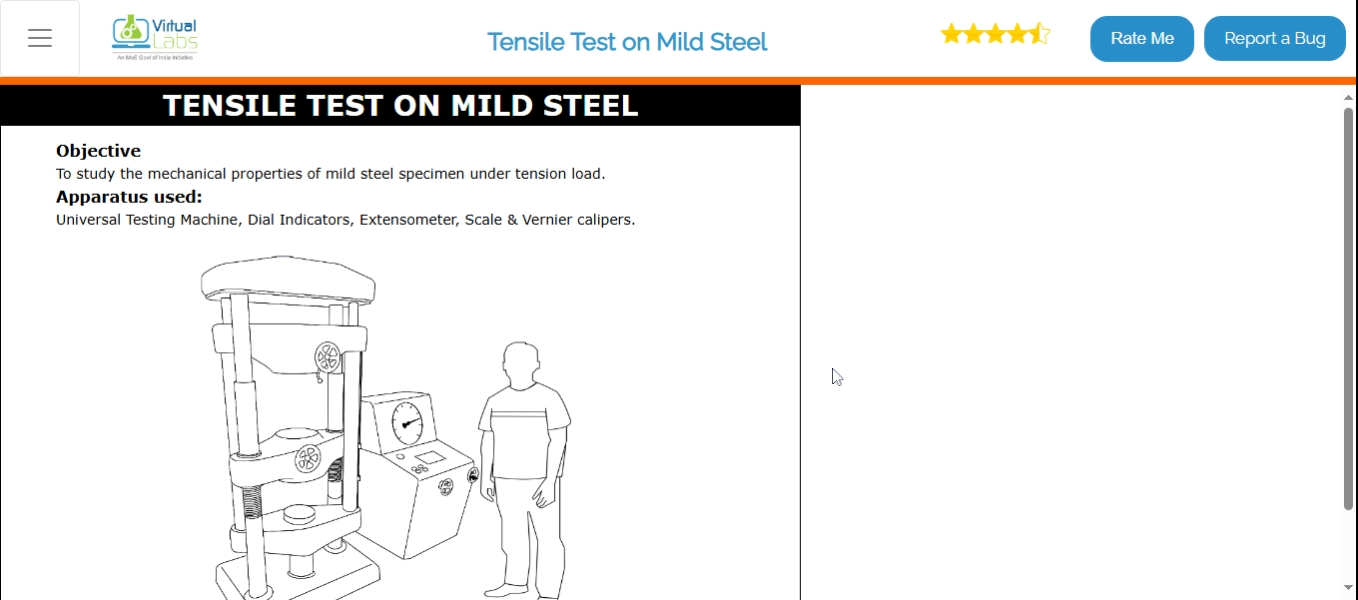 Virtual
Labs
An MoE Govt of India Initiative
Tensile Test on Mild Steel
Rate Me
Report a Bug
TENSILE TEST ON MILD STEEL
Objective
To study the mechanical properties of mild steel specimen under tension load.
Apparatus used:
Universal Testing Machine, Dial Indicators, Extensometer, Scale & Vernier calipers.